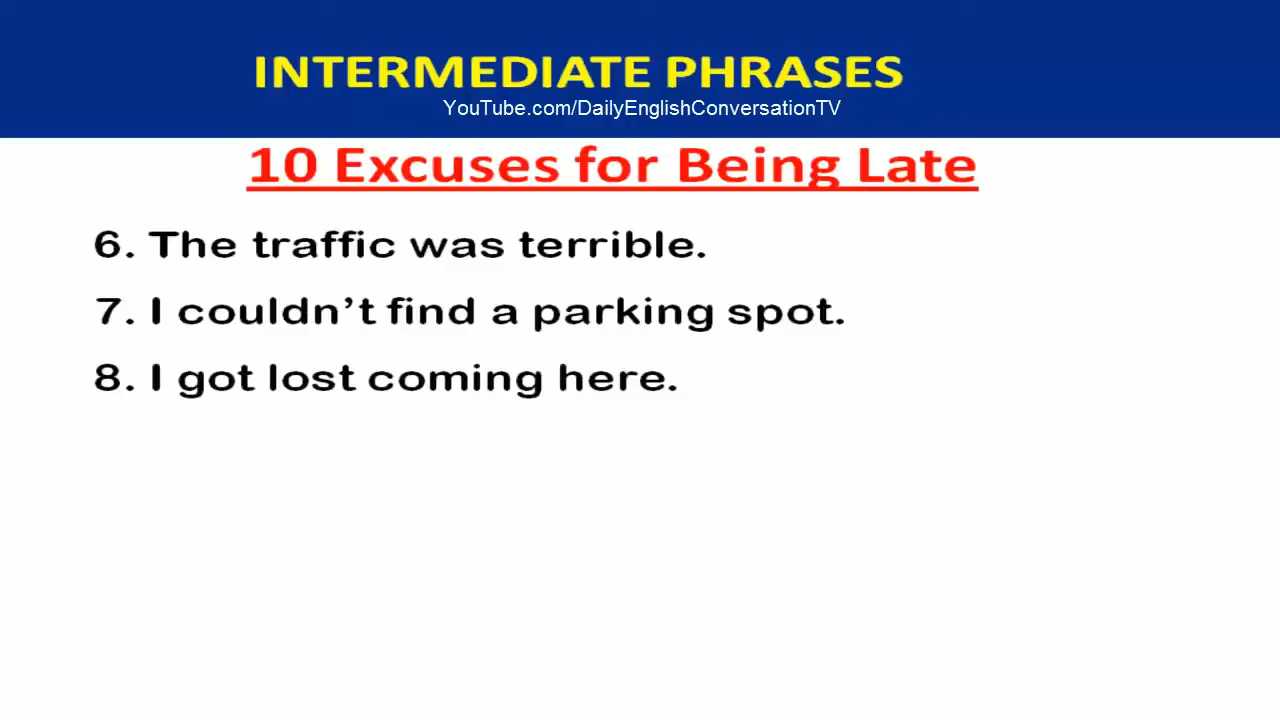 INTERMEDIATE PHRASES
YouTube.com/DailyEnglishConversationTV
10 Excuses for Being Late
6. The traffic was terrible.
7. I couldn’t find a parking spot.
8. I got lost coming here.